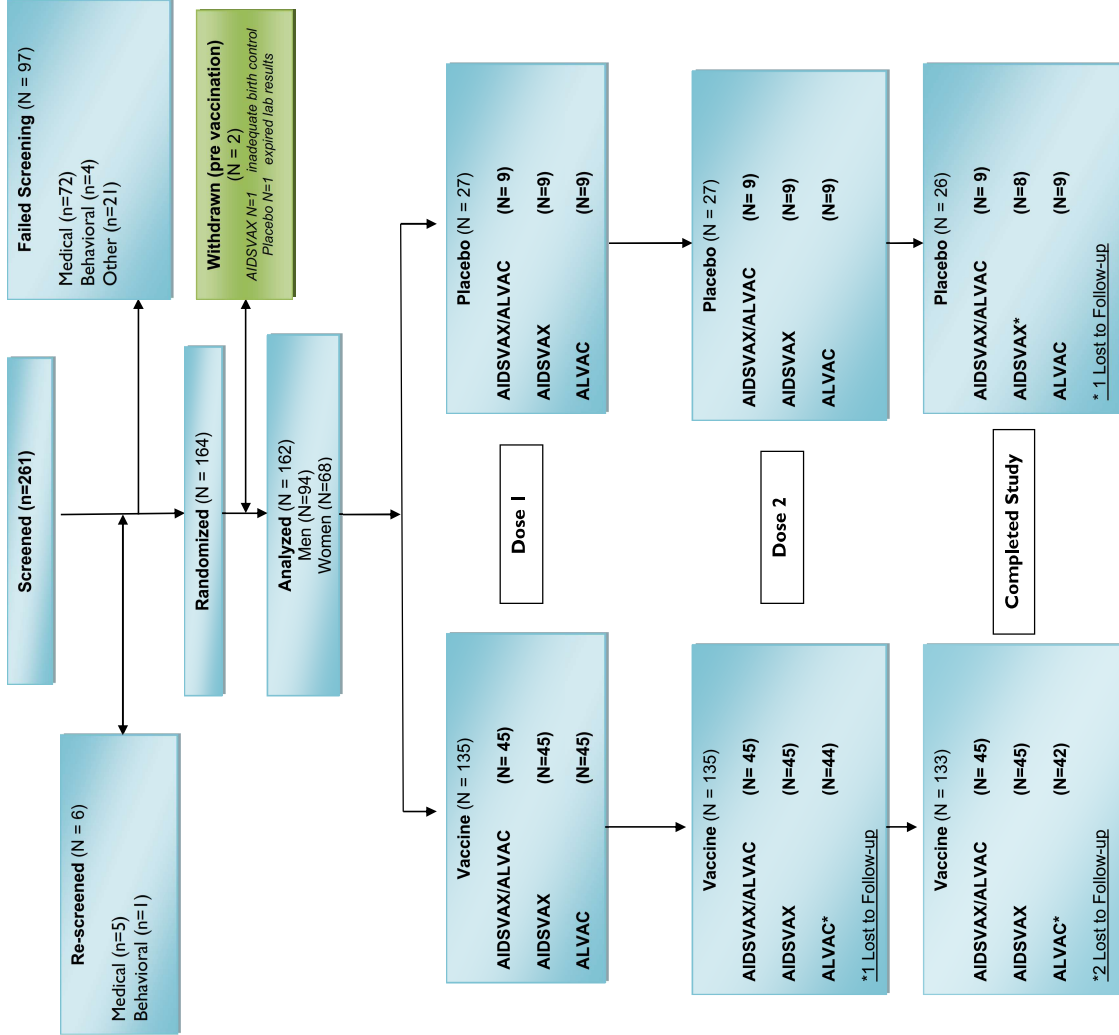 Screened (n=261)
Re-screened (N = 6)
Medical (n=5)
Behavioral (n=1)
Failed Screening (N = 97)
Medical (n=72)
Behavioral (n=4)
Other (n=21)
Randomized (N = 164)
Withdrawn (pre vaccination)
(N = 2)
AIDSVAX N=1 inadequate birth control
Placebo N=1 expired lab results
Analyzed (N = 162)
Men (N=94)
Women (N=68)
Vaccine (N = 135)
AIDSVAX/ALVAC (N= 45)
AIDSVAX (N=45)
ALVAC (N=45)
Dose 1
Placebo (N = 27)
AIDSVAX/ALVAC (N= 9)
AIDSVAX (N=9)
ALVAC (N=9)
Vaccine (N = 135)
AIDSVAX/ALVAC (N= 45)
AIDSVAX (N=45)
ALVAC* (N=44)
*1 Lost to Follow-up
Dose 2
Placebo (N = 27)
AIDSVAX/ALVAC (N= 9)
AIDSVAX (N=9)
ALVAC (N=9)
Vaccine (N = 133)
AIDSVAX/ALVAC (N= 45)
AIDSVAX (N=45)
ALVAC* (N=42)
*2 Lost to Follow-up
Completed Study
Placebo (N = 26)
AIDSVAX/ALVAC (N= 9)
AIDSVAX* (N=8)
ALVAC (N=9)
* 1 Lost to Follow-up